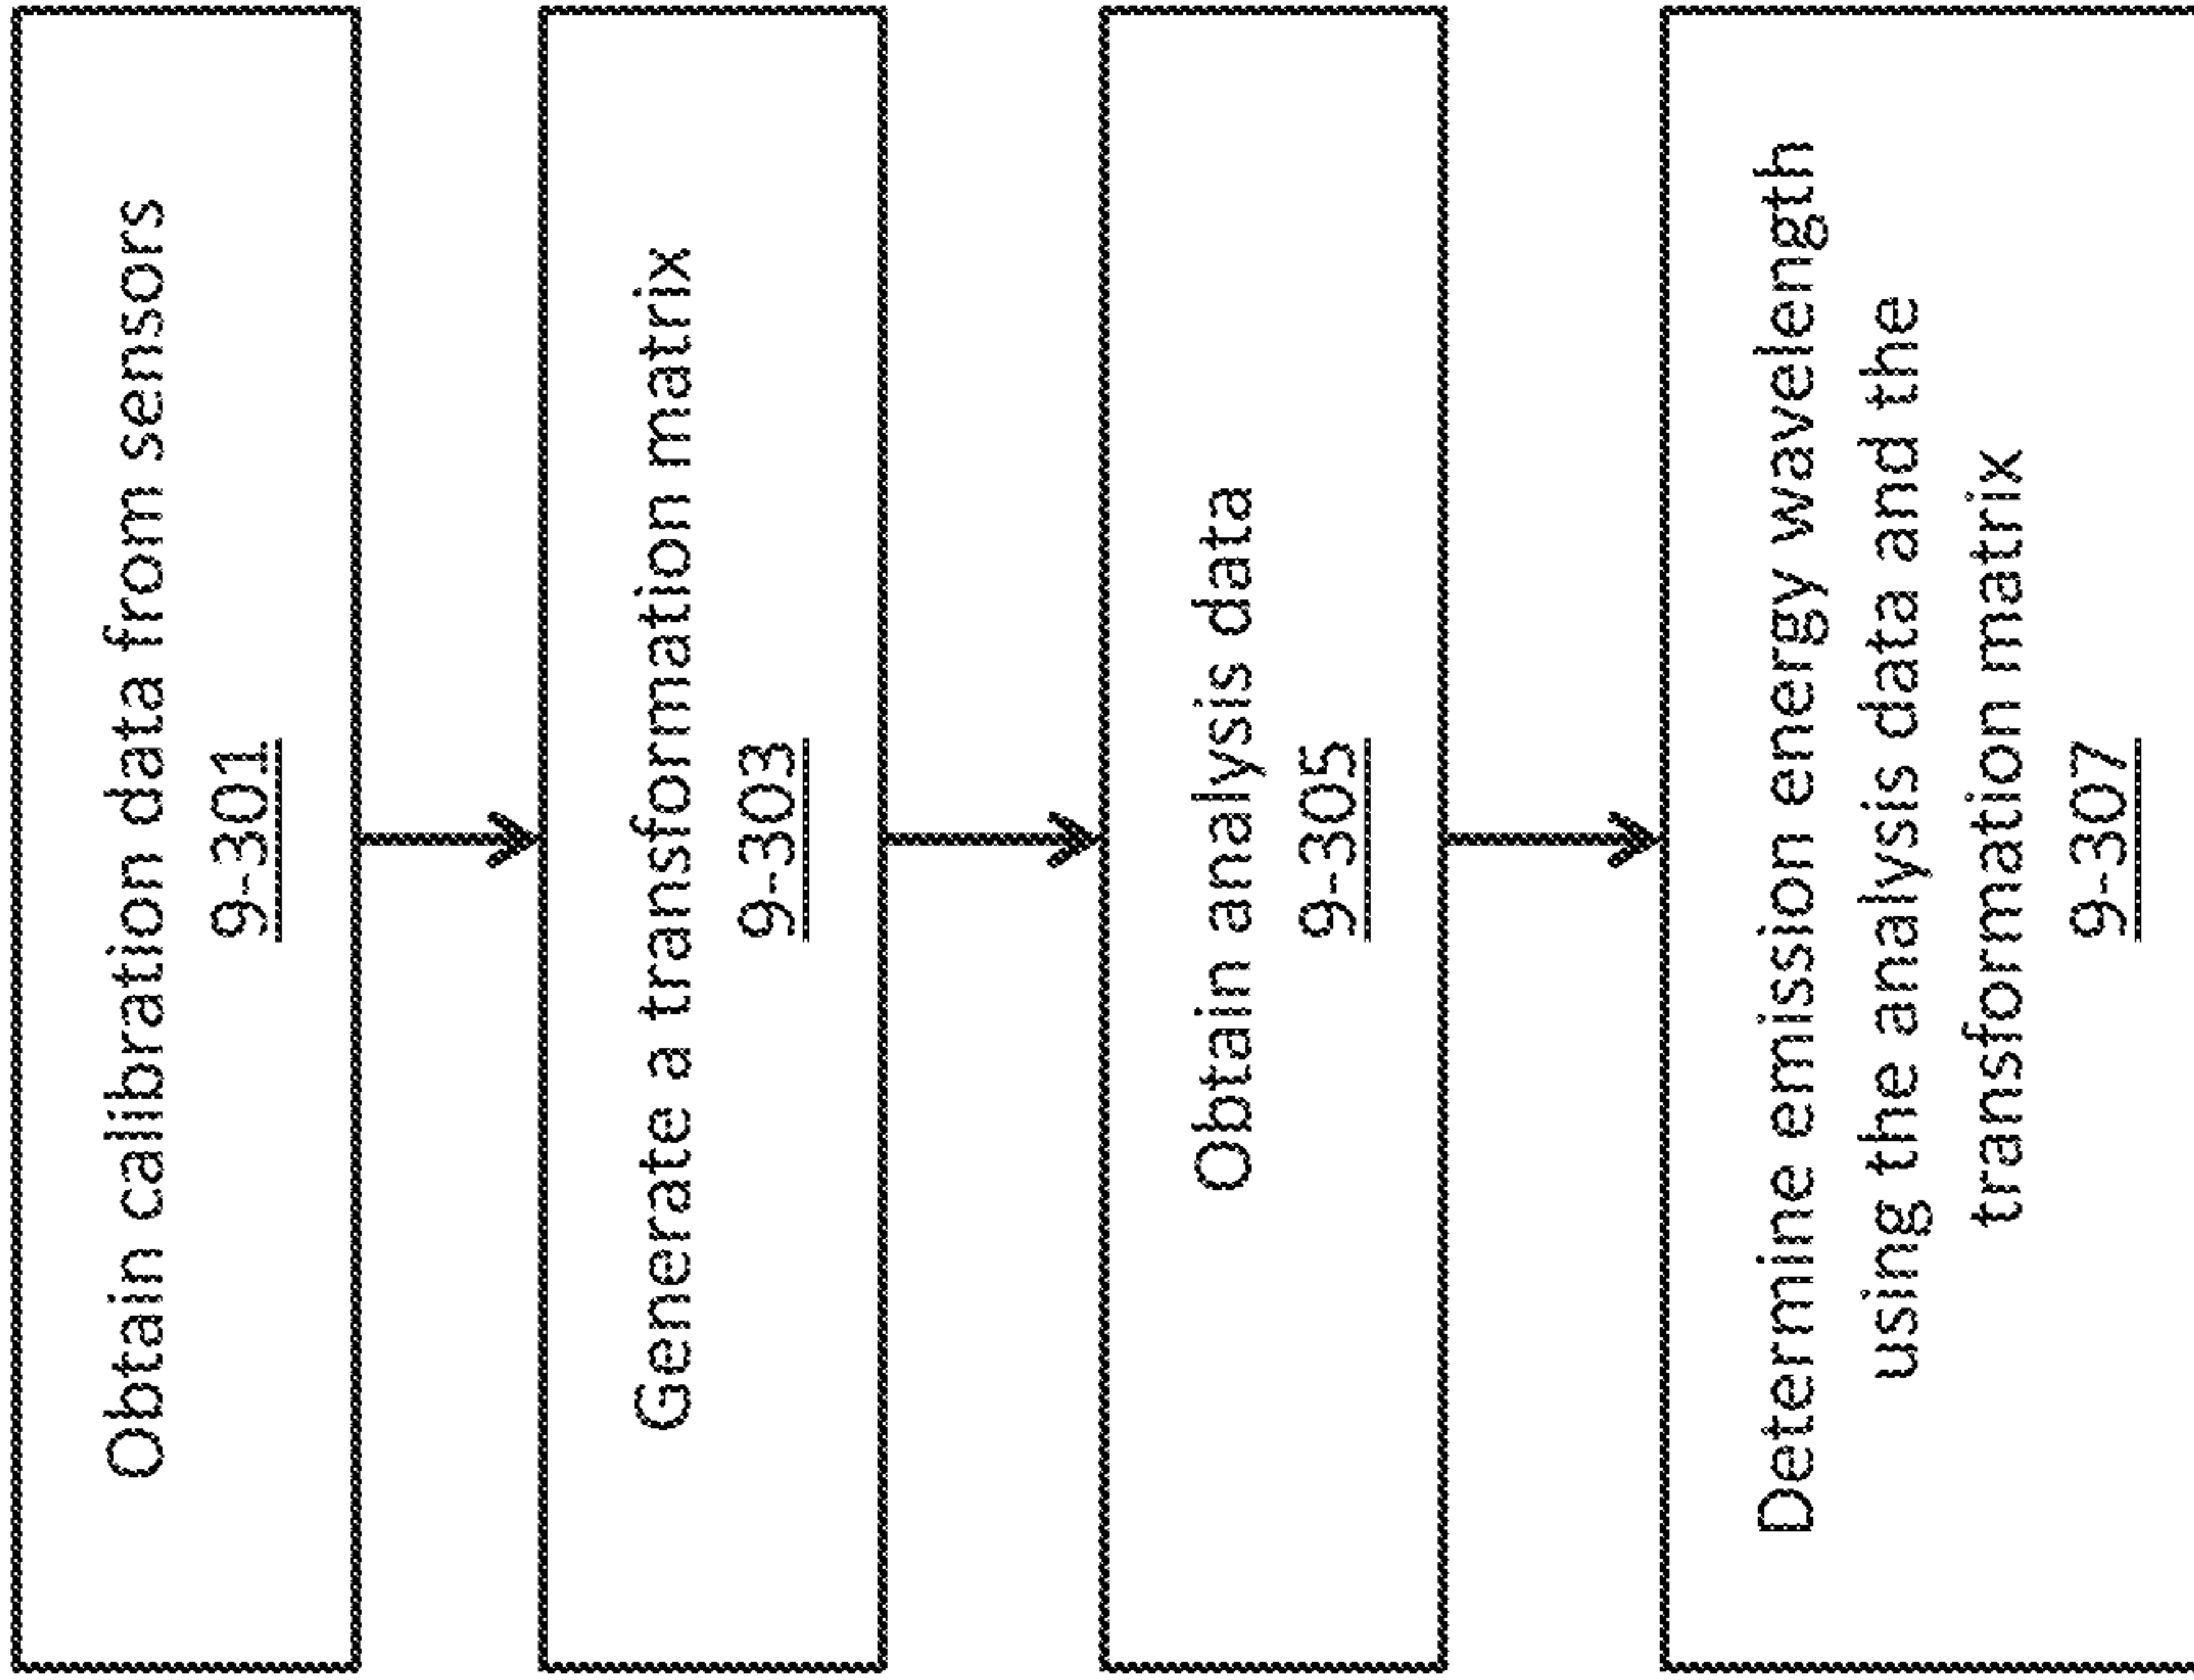 Obtain calibration data from sensors
9-301
Generate a transformation matrix
9-303
Obtain analysis data
9-305
Determine emission energy wavelength
using the analysis data and the
transformation matrix
9-307